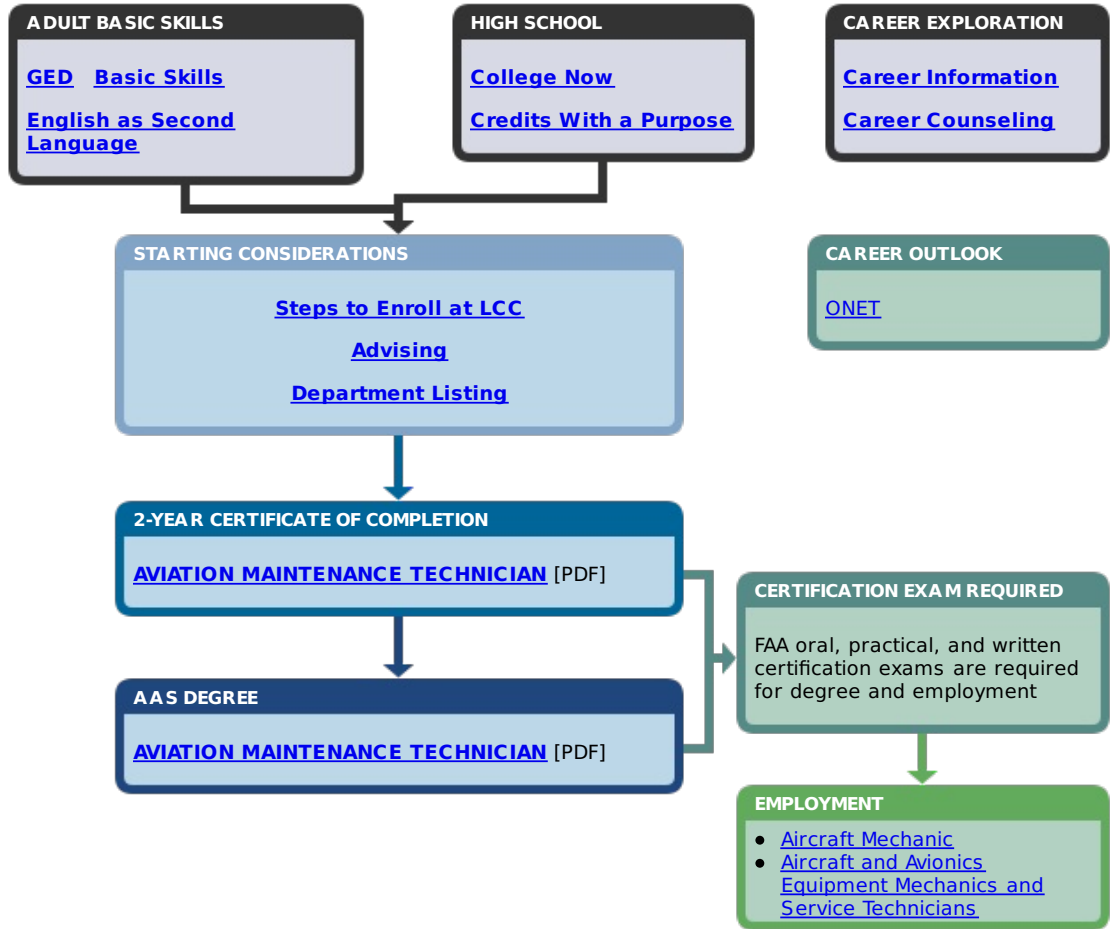 ADULT BASIC SKILLS
GED Basic Skills
English as Second
Language
HIGH SCHOOL
College Now
Credits With a Purpose
CAREER EXPLORATION
Career Information
Career Counseling
STARTING CONSIDERATIONS
Steps to Enroll at LCC
Advising
Department Listing
CAREER OUTLOOK
ONET
2-YEAR CERTIFICATE OF COMPLETION
AVIATION MAINTENANCE TECHNICIAN [PDF]
AAS DEGREE
AVIATION MAINTENANCE TECHNICIAN [PDF]
CERTIFICATION EXAM REQUIRED
FAA oral, practical, and written
certification exams are required
for degree and employment
EMPLOYMENT
● Aircraft Mechanic
● Aircraft and Avionics
Equipment Mechanics and
Service Technicians